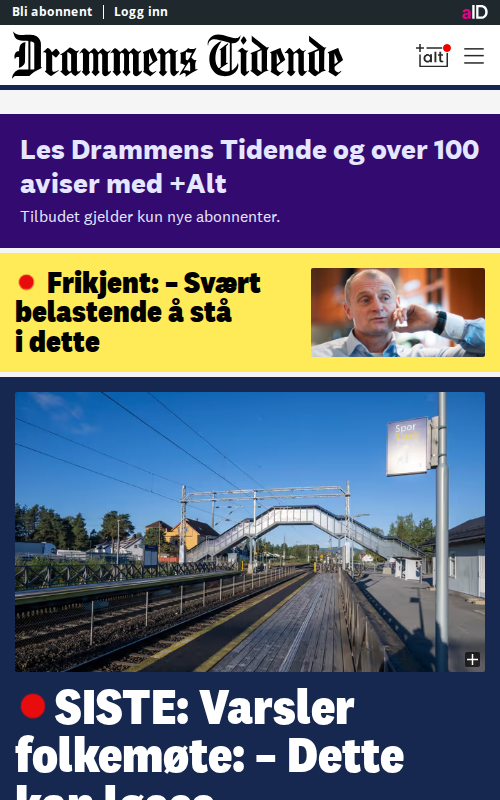 Bli abonnent | Logg inn
aID
Drammens Tidende
+alt
Les Drammens Tidende og over 100
aviser med +Alt
Tilbudet gjelder kun nye abonnenter.
Frikjent: – Svært
belastende å stå
i dette
Spor
SISTE: Varsler
folkemøte: – Dette